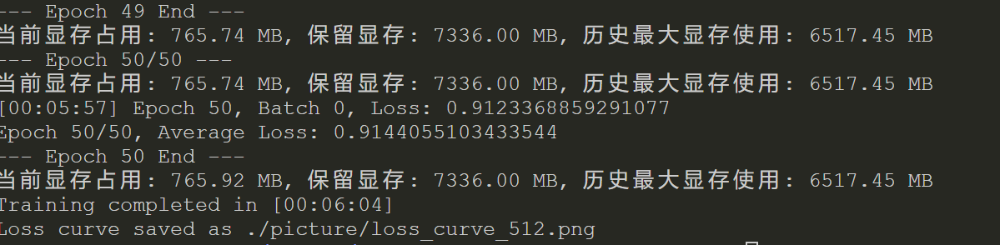 --- Epoch 49 End ---
当前显存占用: 765.74 MB, 保留显存: 7336.00 MB, 历史最大显存使用: 6517.45 MB
--- Epoch 50/50 ---
当前显存占用: 765.74 MB, 保留显存: 7336.00 MB, 历史最大显存使用: 6517.45 MB
[00:05:57] Epoch 50, Batch 0, Loss: 0.9123368859291077
Epoch 50/50, Average Loss: 0.9144055103433544
--- Epoch 50 End ---
当前显存占用: 765.92 MB, 保留显存: 7336.00 MB, 历史最大显存使用: 6517.45 MB
Training completed in [00:06:04]
Loss curve saved as ./picture/loss_curve_512.png